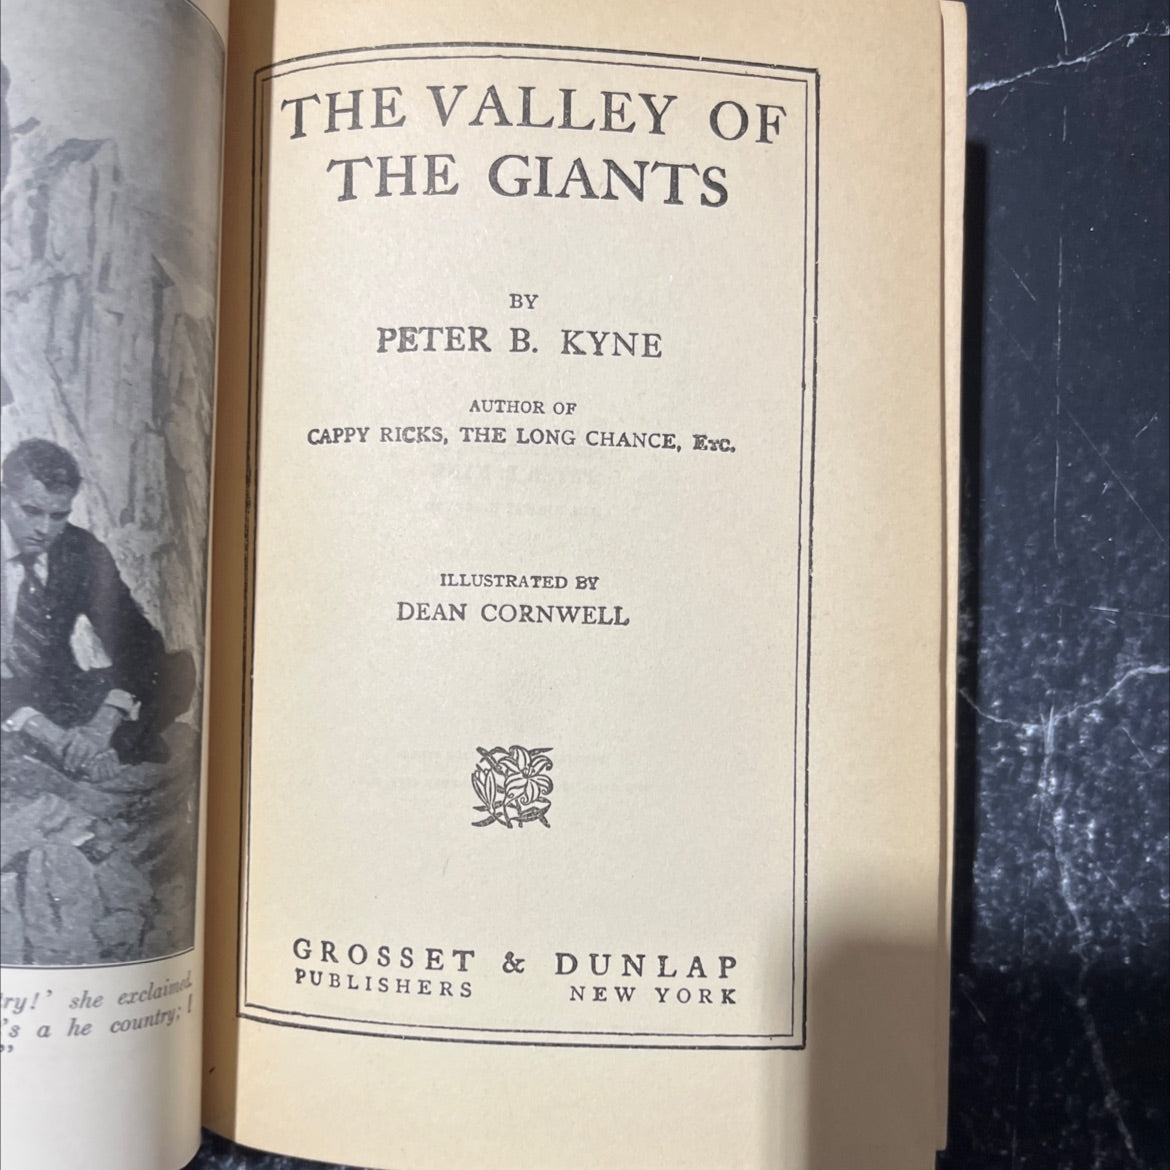 THE VALLEY OF
THE GIANTS
BY
PETER B. KYNE
AUTHOR OF
CAPPY RICKS, THE LONG CHANCE, ETC.
ILLUSTRATED BY
DEAN CORNWELL
GROSSET & DUNLAP
PUBLISHERS NEW YORK
try!' she exclaimed.
's a he country; I
"